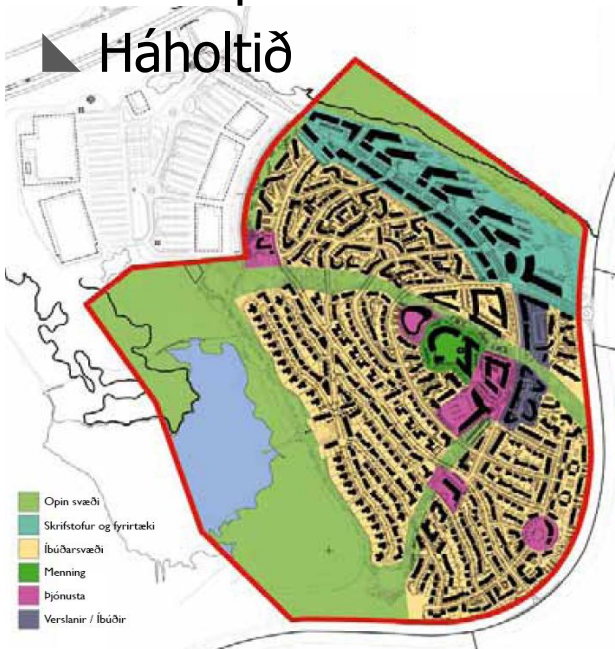 Háholtið
Opin svæði
Skrifstofur og fyrirtæki
Íbúðarsvæði
Menning
Þjónusta
Verslanir / Íbúðir